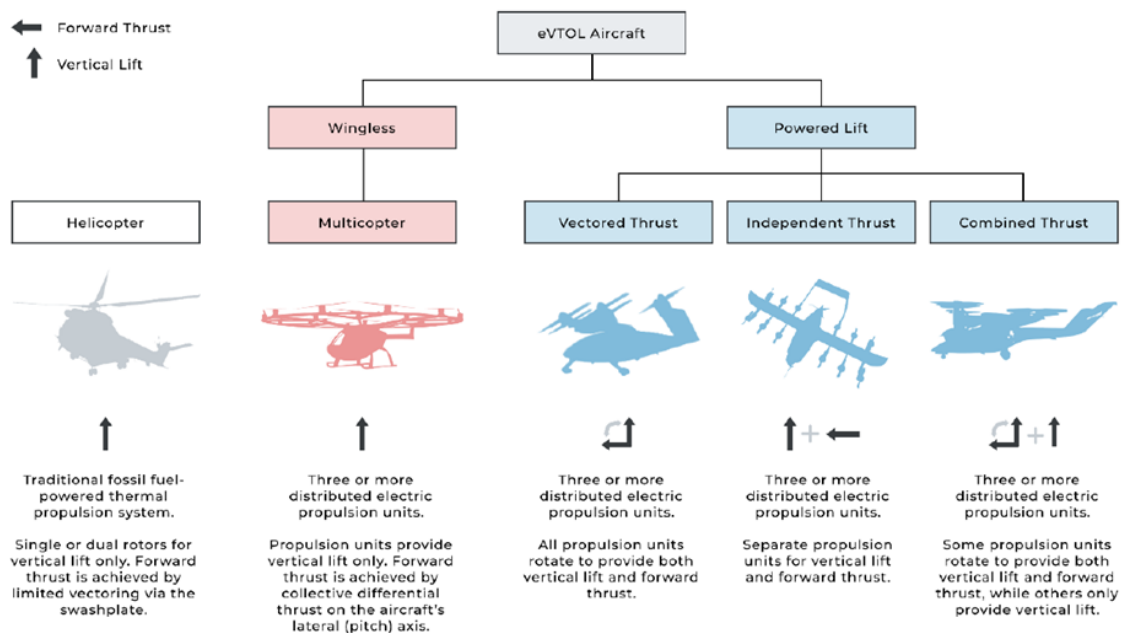 Forward Thrust
Vertical Lift
eVTOL Aircraft
Wingless
Powered Lift
Helicopter
Multicopter
Vectored Thrust
Independent Thrust
Combined Thrust
Traditional fossil fuel-
powered thermal
propulsion system.
Single or dual rotors for
vertical lift only. Forward
thrust is achieved by
limited vectoring via the
swashplate.
Three or more
distributed electric
propulsion units.
Propulsion units provide
vertical lift only. Forward
thrust is achieved by
collective differential
thrust on the aircraft's
lateral (pitch) axis.
Three or more
distributed electric
propulsion units.
All propulsion units
rotate to provide both
vertical lift and forward
thrust.
Three or more
distributed electric
propulsion units.
Separate propulsion
units for vertical lift
and forward thrust.
Three or more
distributed electric
propulsion units.
Some propulsion units
rotate to provide both
vertical lift and forward
thrust, while others only
provide vertical lift.